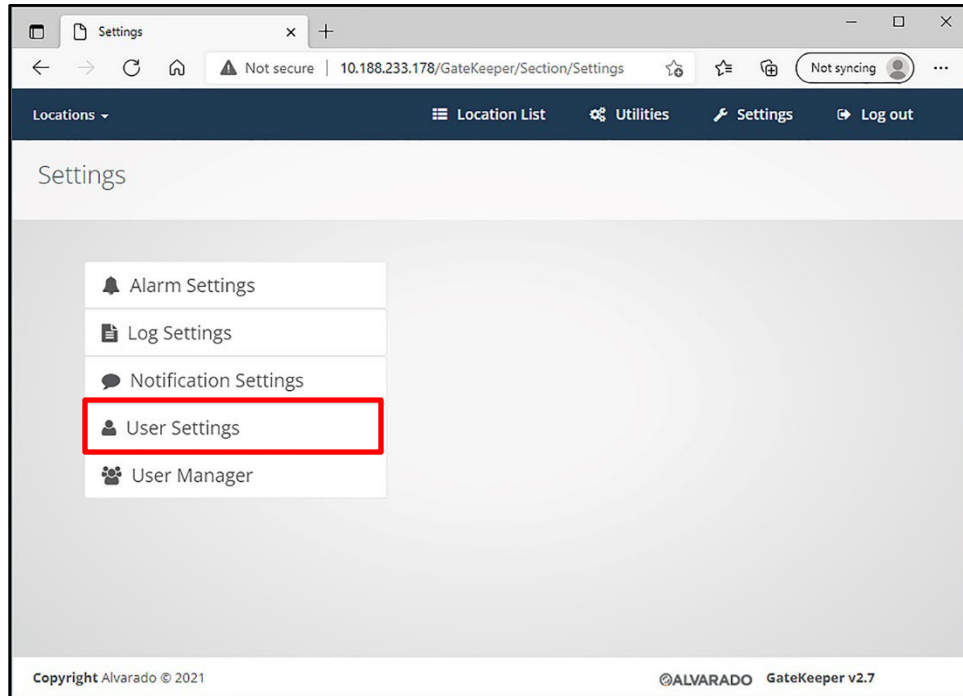 Settings
Not secure | 10.188.233.178/GateKeeper/Section/Settings Not syncing
Locations Location List Utilities Settings Log out
Settings
Alarm Settings
Log Settings
Notification Settings
User Settings
User Manager
Copyright Alvarado © 2021 ALVARADO GateKeeper v2.7